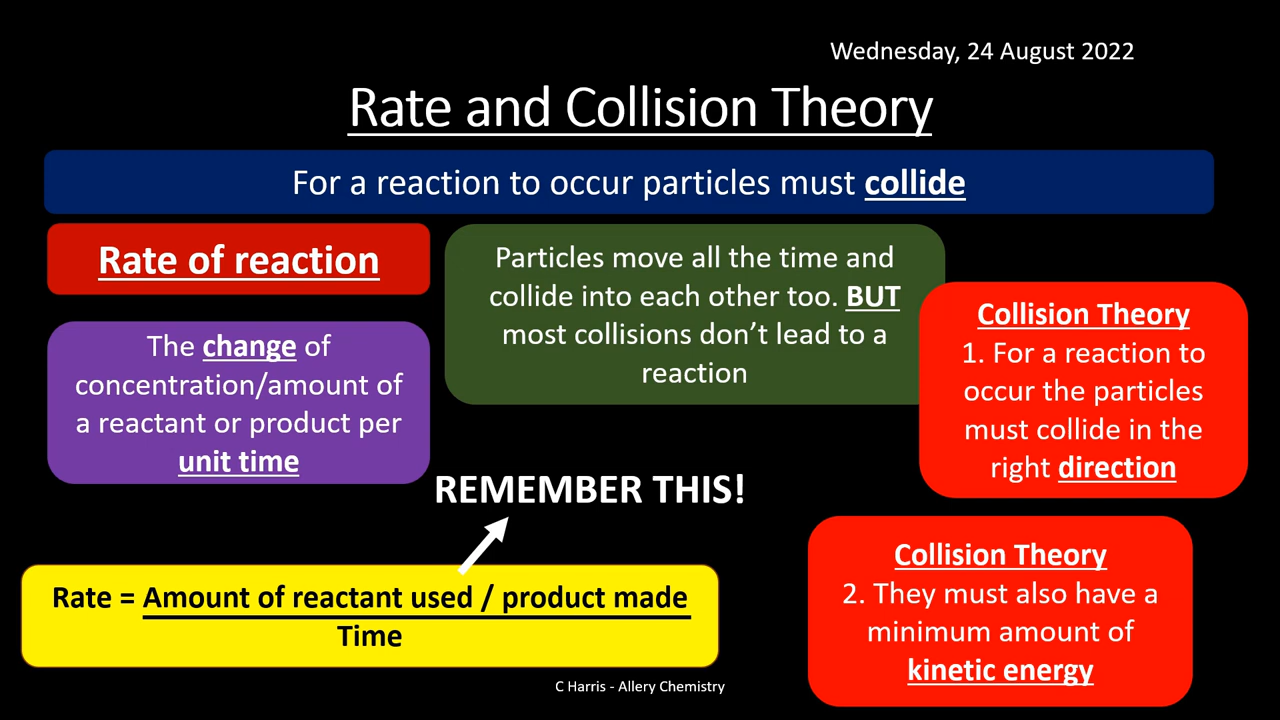 Wednesday, 24 August 2022
Rate and Collision Theory
For a reaction to occur particles must collide
Rate of reaction
The change of
concentration/amount of
a reactant or product per
unit time
Particles move all the time and
collide into each other too. BUT
most collisions don’t lead to a
reaction
Collision Theory
1. For a reaction to
occur the particles
must collide in the
right direction
REMEMBER THIS!
Rate = Amount of reactant used / product made
Time
Collision Theory
2. They must also have a
minimum amount of
kinetic energy
C Harris - Allery Chemistry